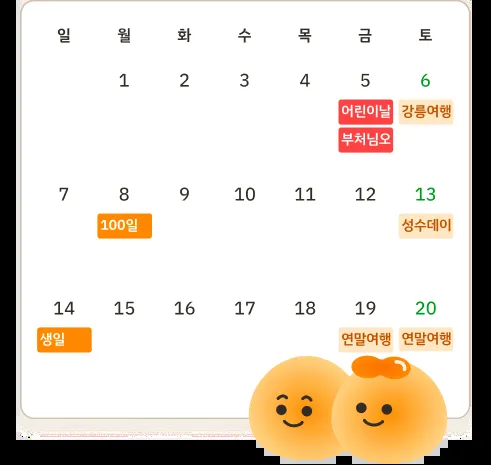 일 월 화 수 목 금 토
1 2 3 4 5 6
어린이날 강릉여행
부처님오
7 8 9 10 11 12 13
100일 성수데이
14 15 16 17 18 19 20
생일 연말여행 연말여행